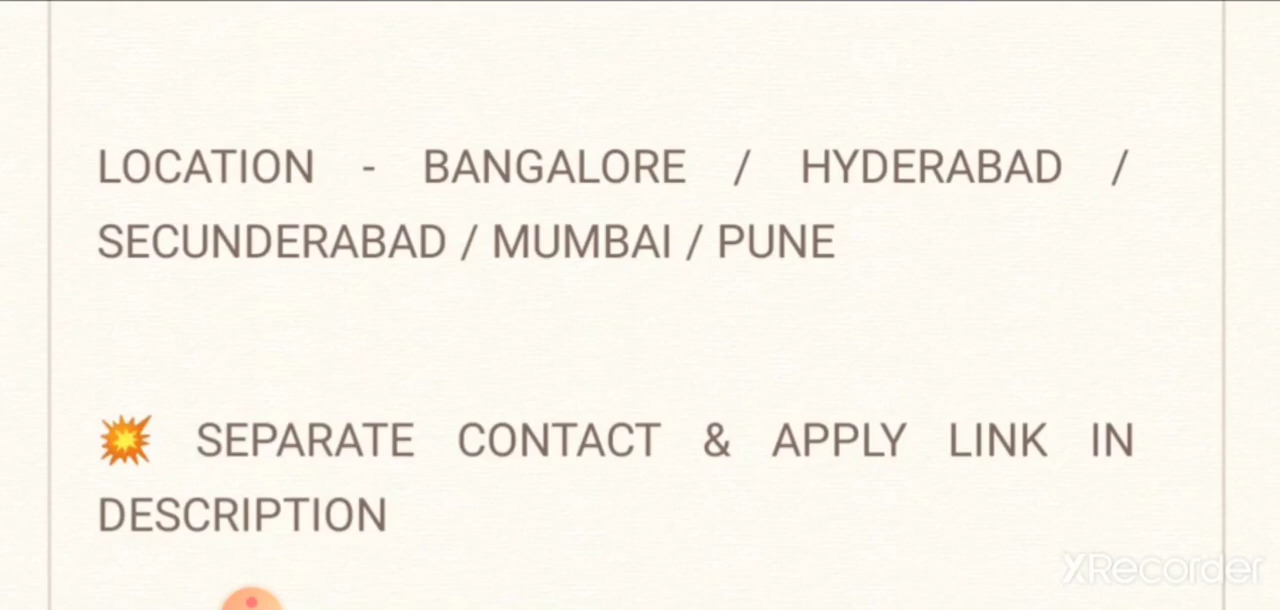 LOCATION - BANGALORE / HYDERABAD /
SECUNDERABAD / MUMBAI / PUNE
💥 SEPARATE CONTACT & APPLY LINK IN
DESCRIPTION
XRecorder